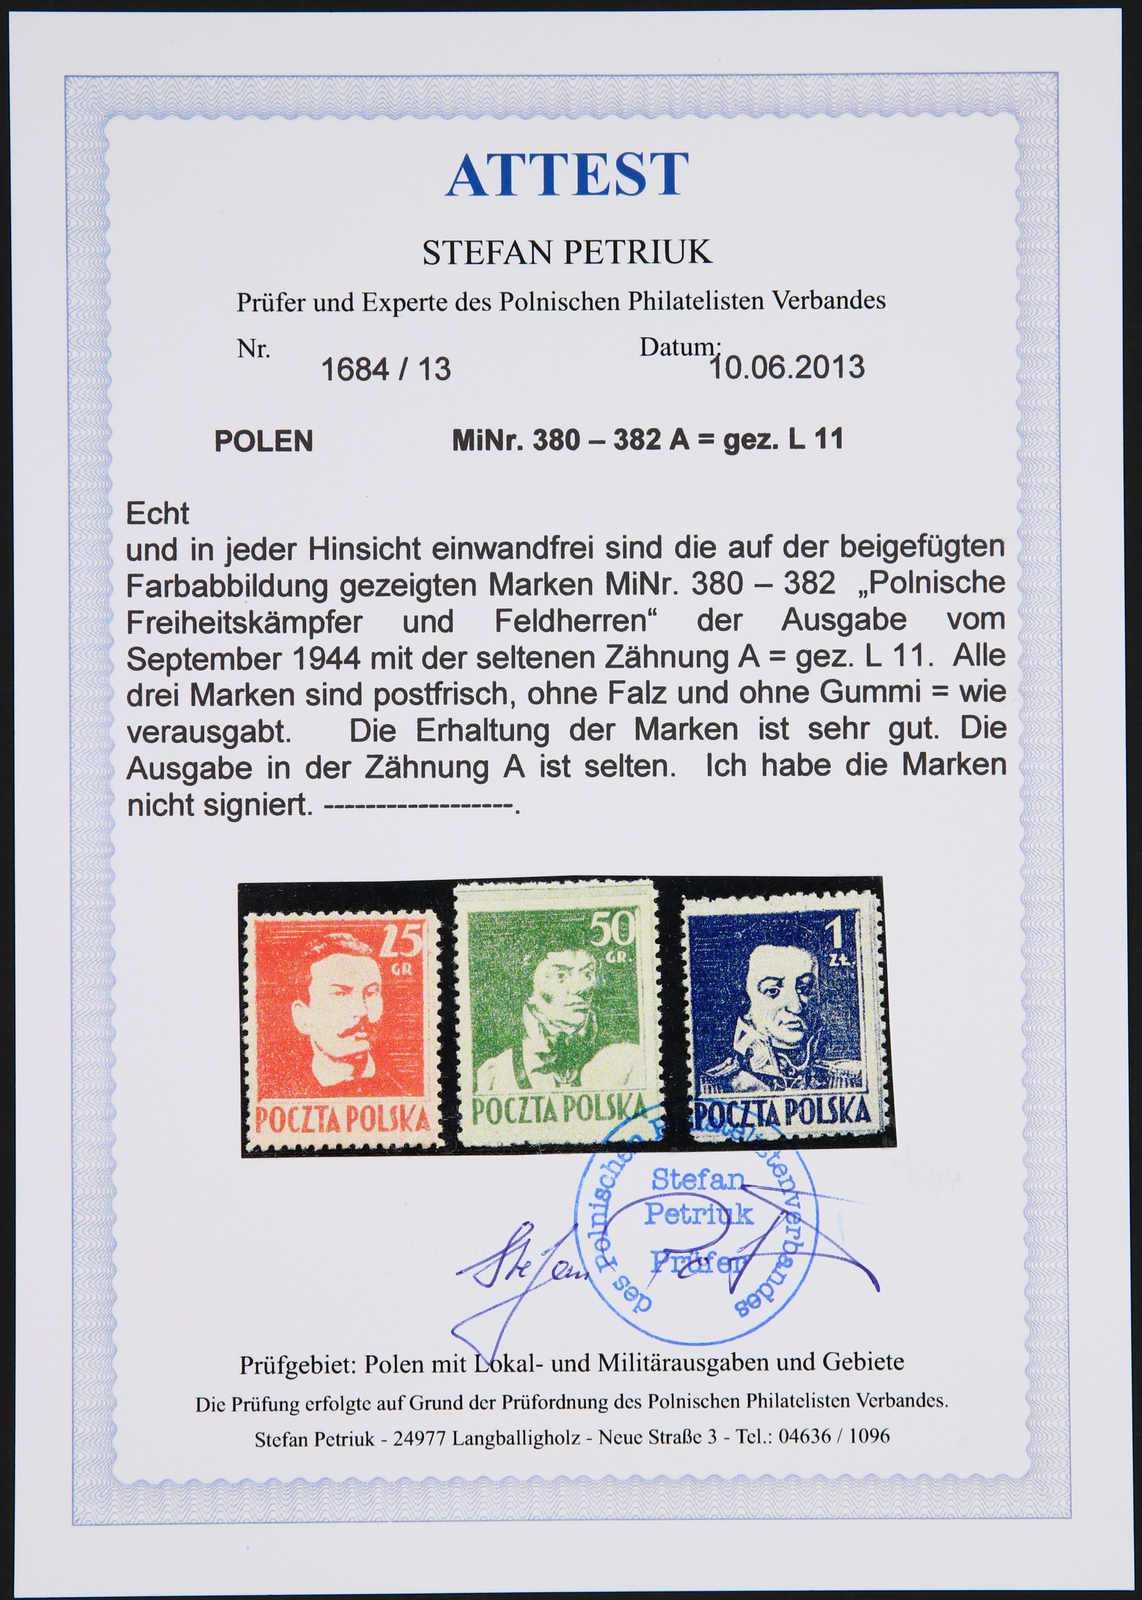 ATTEST
STEFAN PETRIUK
Prüfer und Experte des Polnischen Philatelisten Verbandes
Nr. 1684 / 13 Datum: 10.06.2013
POLEN MiNr. 380 – 382 A = gez. L 11
Echt
und in jeder Hinsicht einwandfrei sind die auf der beigefügten
Farbabbildung gezeigten Marken MiNr. 380 – 382 „Polnische
Freiheitskämpfer und Feldherren“ der Ausgabe vom
September 1944 mit der seltenen Zähnung A = gez. L 11. Alle
drei Marken sind postfrisch, ohne Falz und ohne Gummi = wie
verausgabt. Die Erhaltung der Marken ist sehr gut. Die
Ausgabe in der Zähnung A ist selten. Ich habe die Marken
nicht signiert. ------------------.
25
GR
POCZTA POLSKA
50
GR.
POCZTA POLSKA
1
ZŁ.
POCZTA POLSKA
des Polnischen Philatelistenverbandes
Stefan
Petriuk
Prüfer
Stefan Petriuk
Prüfgebiet: Polen mit Lokal- und Militärausgaben und Gebiete
Die Prüfung erfolgte auf Grund der Prüfordnung des Polnischen Philatelisten Verbandes.
Stefan Petriuk - 24977 Langballigholz - Neue Straße 3 - Tel.: 04636 / 1096